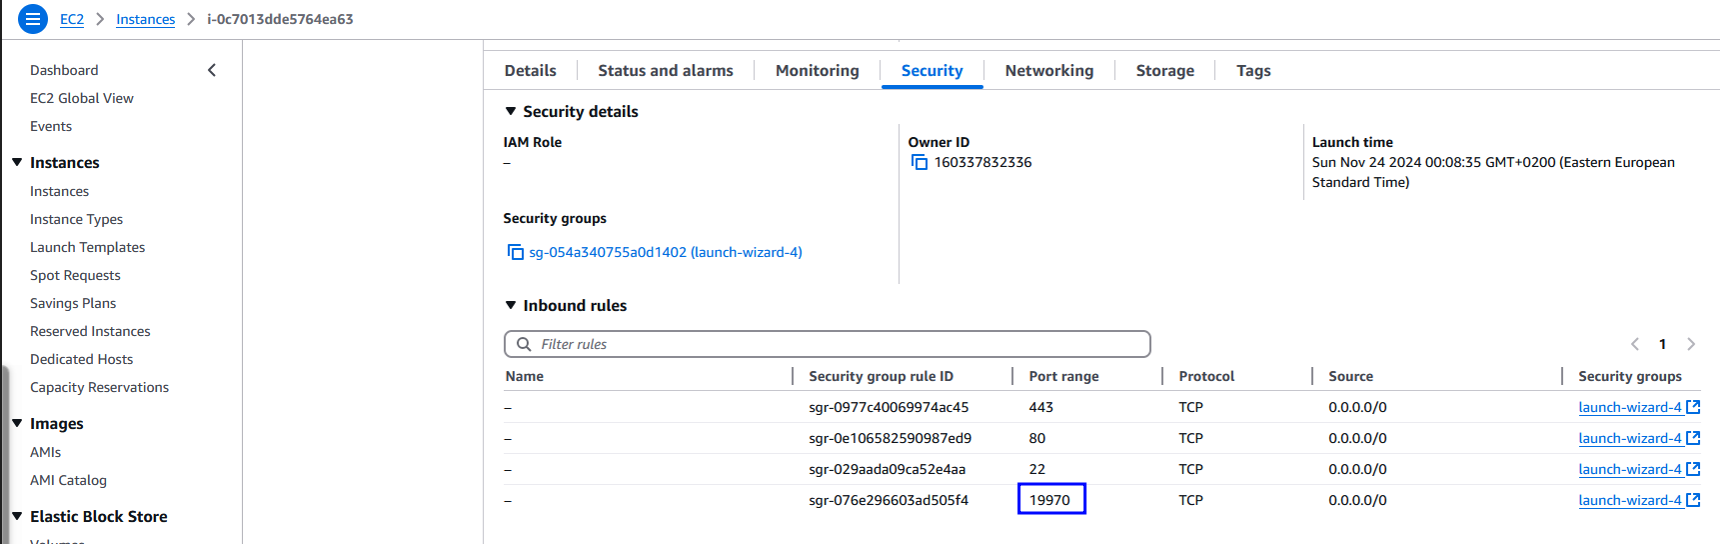 EC2 > Instances > i-0c7013dde5764ea63
Dashboard
EC2 Global View
Events
Instances
Instances
Instance Types
Launch Templates
Spot Requests
Savings Plans
Reserved Instances
Dedicated Hosts
Capacity Reservations
Images
AMIs
AMI Catalog
Elastic Block Store
Volumes
Details Status and alarms Monitoring Security Networking Storage Tags
Security details
IAM Role
–
Owner ID
160337832336
Launch time
Sun Nov 24 2024 00:08:35 GMT+0200 (Eastern European
Standard Time)
Security groups
sg-054a340755a0d1402 (launch-wizard-4)
Inbound rules
Filter rules
1
Name Security group rule ID Port range Protocol Source Security groups
– sgr-0977c40069974ac45 443 TCP 0.0.0.0/0 launch-wizard-4
– sgr-0e106582590987ed9 80 TCP 0.0.0.0/0 launch-wizard-4
– sgr-029aada09ca52e4aa 22 TCP 0.0.0.0/0 launch-wizard-4
– sgr-076e296603ad505f4 19970 TCP 0.0.0.0/0 launch-wizard-4